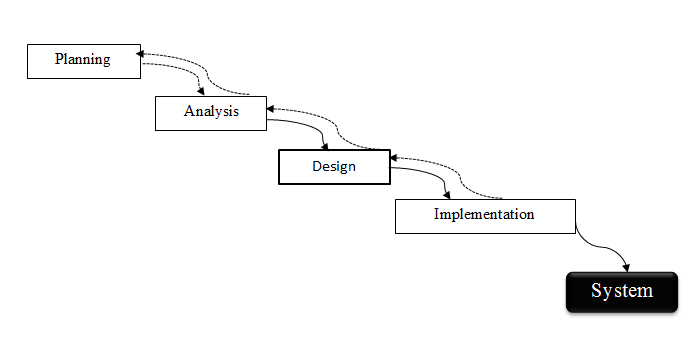 Planning
Analysis
Design
Implementation
System